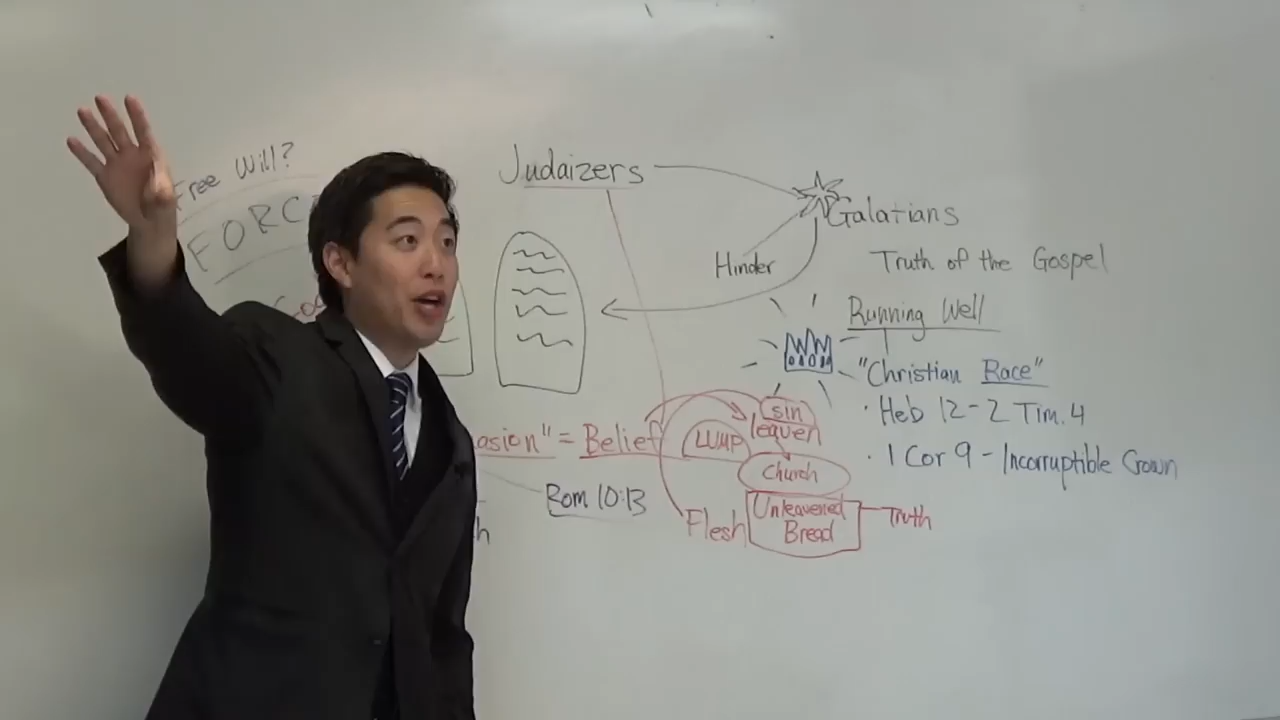 Free Will?
FORC
Judaizers
Galatians
Hinder
Truth of the Gospel
Running Well
"Christian Race"
· Heb 12 - 2 Tim. 4
· 1 Cor 9 - Incorruptible Crown
asion" = Belief
LUMP
sin
leaven
Church
Rom 10:13
Flesh
Unleavened
Bread
Truth
h